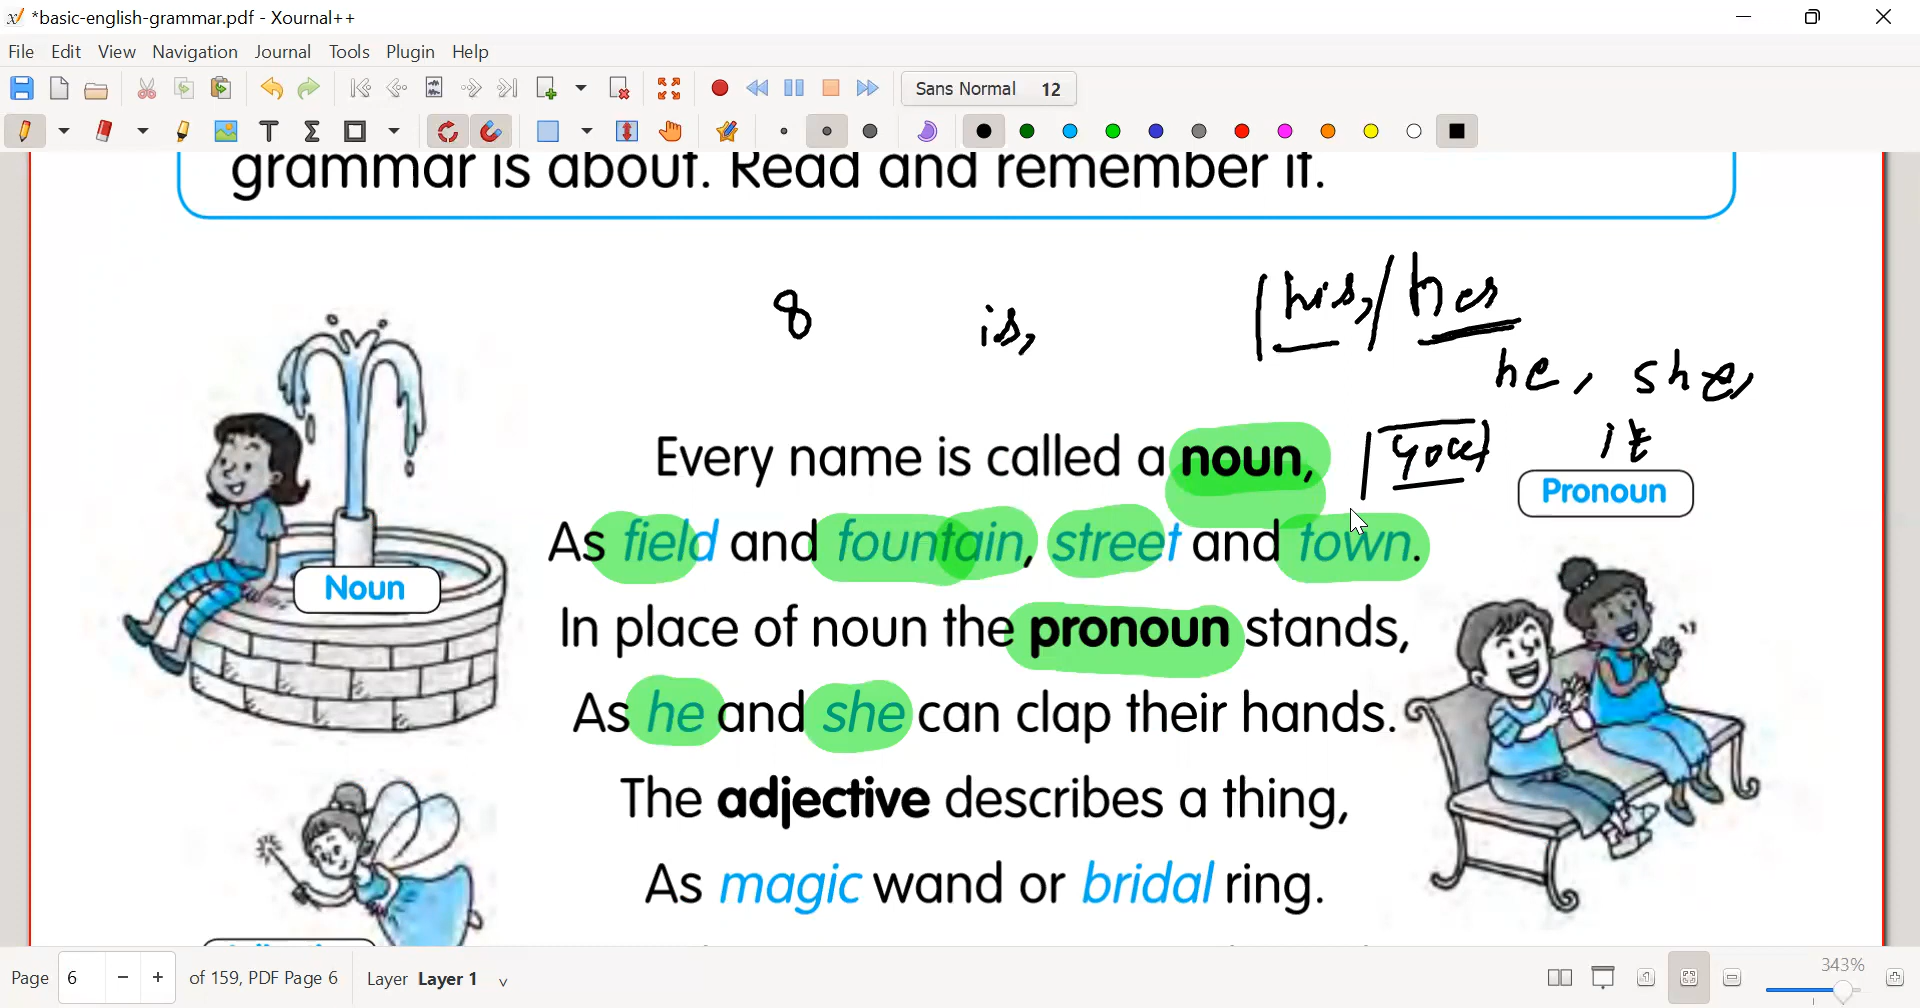 *basic-english-grammar.pdf - Xournal++
File Edit View Navigation Journal Tools Plugin Help
Sans Normal 12
grammar is about. Read and remember it.
8 is, his,/her
he, she,
it
Every name is called a noun,
you
Pronoun
As field and fountain, street and town.
Noun
In place of noun the pronoun stands,
As he and she can clap their hands.
The adjective describes a thing,
As magic wand or bridal ring.
Page 6 − + of 159, PDF Page 6 Layer Layer 1 343%